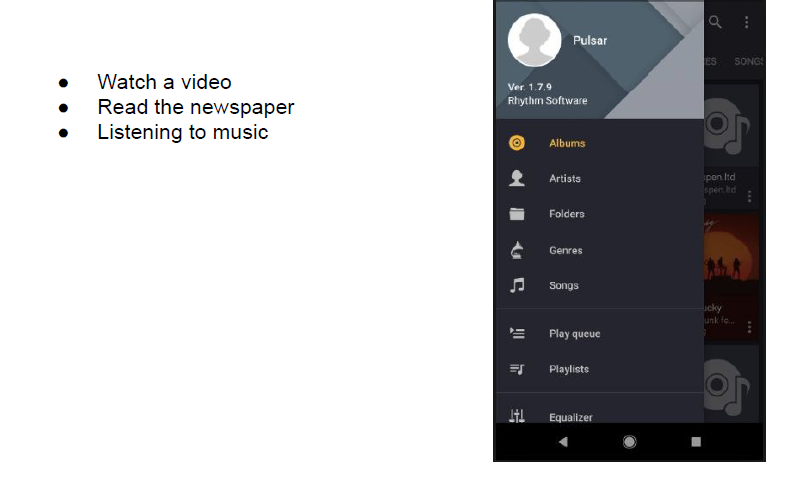 ● Watch a video
● Read the newspaper
● Listening to music
Pulsar
Ver. 1.7.9
Rhythm Software
ES SONGS
Albums
Artists
Folders
Genres
Songs
Play queue
Playlists
Equalizer
spen.ltd
spen.ltd
ucky
unk fo...